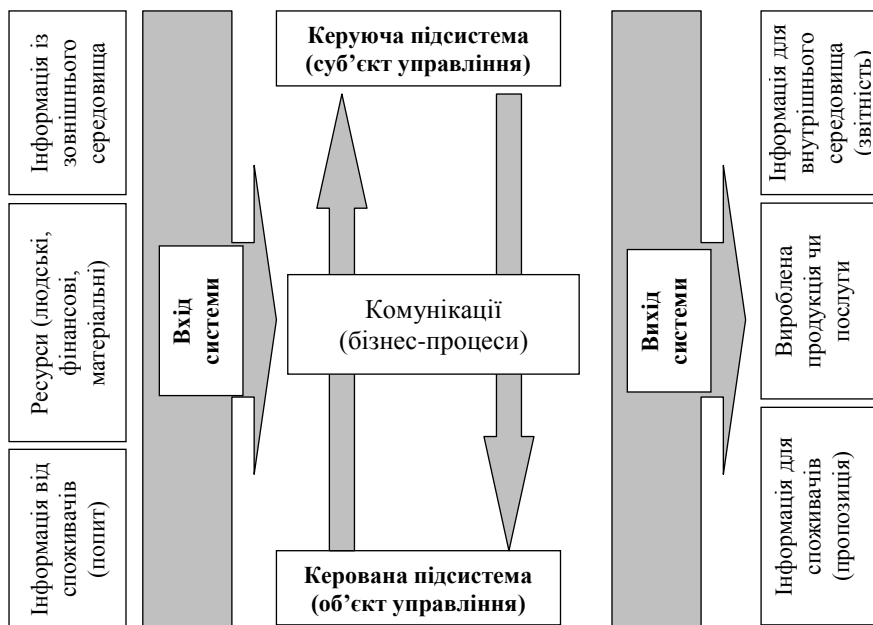 Інформація із
зовнішнього
середовища
Ресурси (людські,
фінансові,
матеріальні)
Інформація від
споживачів
(попит)
Вхід
системи
Керуюча підсистема
(суб’єкт управління)
Комунікації
(бізнес-процеси)
Керована підсистема
(об’єкт управління)
Вихід
системи
Інформація для
внутрішнього
середовища
(звітність)
Вироблена
продукція чи
послуги
Інформація для
споживачів
(пропозиція)